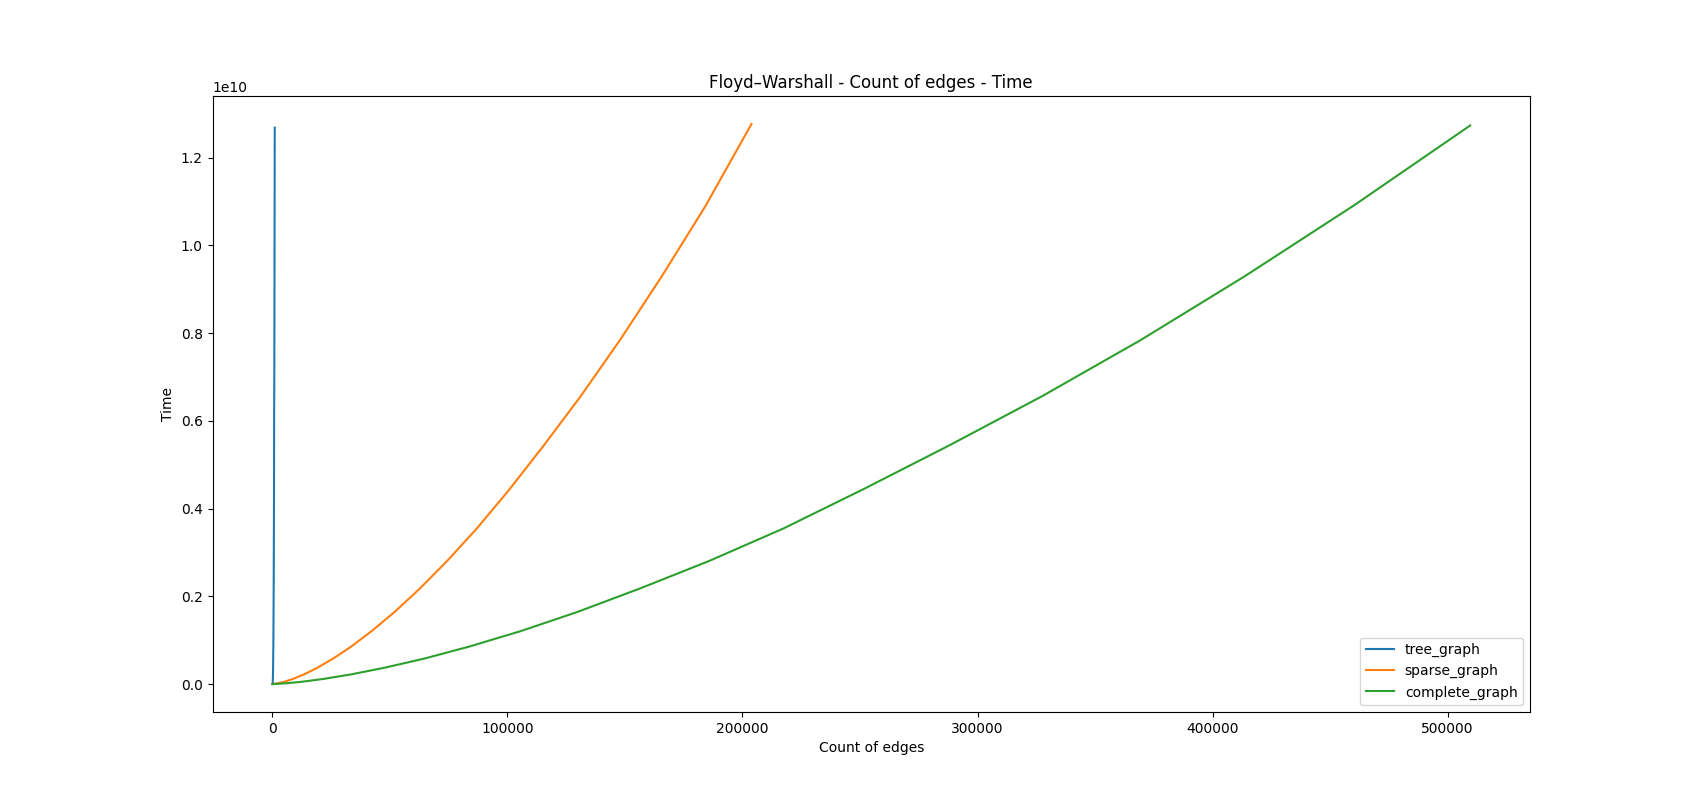 Floyd–Warshall - Count of edges - Time
1e10
1.2
1.0
0.8
0.6
0.4
0.2
0.0
Time
0 100000 200000 300000 400000 500000
Count of edges
tree_graph
sparse_graph
complete_graph